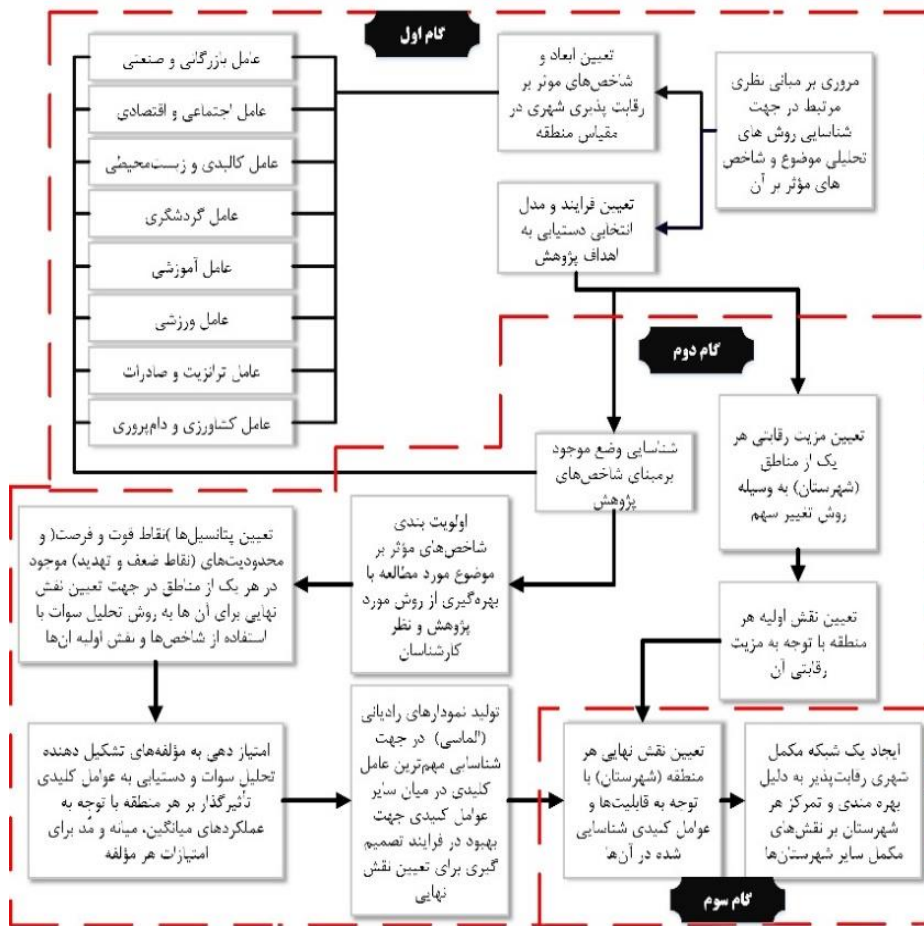 گام اول
مروری بر مبانی نظری
مرتبط در جهت
شناسایی روش های
تحلیلی موضوع و شاخص
های مؤثر بر آن
تعیین ابعاد و
شاخص‌های موثر بر
رقابت پذیری شهری در
مقیاس منطقه
تعیین فرایند و مدل
انتخابی دستیابی به
اهداف پژوهش
عامل بازرگانی و صنعتی
عامل اجتماعی و اقتصادی
عامل کالبدی و زیست‌محیطی
عامل گردشگری
عامل آموزشی
عامل ورزشی
عامل ترانزیت و صادرات
عامل کشاورزی و دام‌پروری
گام دوم
تعیین مزیت رقابتی هر
یک از مناطق
(شهرستان) به وسیله
روش تغییر سهم
تعیین نقش اولیه هر
منطقه با توجه به مزیت
رقابتی آن
شناسایی وضع موجود
برمبنای شاخص‌های
پژوهش
اولویت بندی
شاخص‌های مؤثر بر
موضوع مورد مطالعه با
بهره‌گیری از روش مورد
پژوهش و نظر
کارشناسان
تعیین پتانسیل‌ها )نقاط قوت و فرصت( و
محدودیت‌های (نقاط ضعف و تهدید) موجود
در هر یک از مناطق در جهت تعیین نقش
نهایی برای آن ها به روش تحلیل سوات با
استفاده از شاخص‌ها و نقش اولیه آن‌ها
امتیاز دهی به مؤلفه‌های تشکیل دهنده
تحلیل سوات و دستیابی به عوامل کلیدی
تأثیرگذار بر هر منطقه با توجه به
عملکردهای میانگین، میانه و مُد برای
امتیازات هر مؤلفه
تولید نمودارهای رادیانی
(الماسی) در جهت
شناسایی مهم‌ترین عامل
کلیدی در میان سایر
عوامل کلیدی جهت
بهبود در فرایند تصمیم
گیری برای تعیین نقش
نهایی
تعیین نقش نهایی هر
منطقه (شهرستان) با
توجه به قابلیت‌ها و
عوامل کلیدی شناسایی
شده در آن‌ها
ایجاد یک شبکه مکمل
شهری رقابت‌پذیر به دلیل
بهره مندی و تمرکز هر
شهرستان بر نقش‌های
مکمل سایر شهرستان‌ها
گام سوم